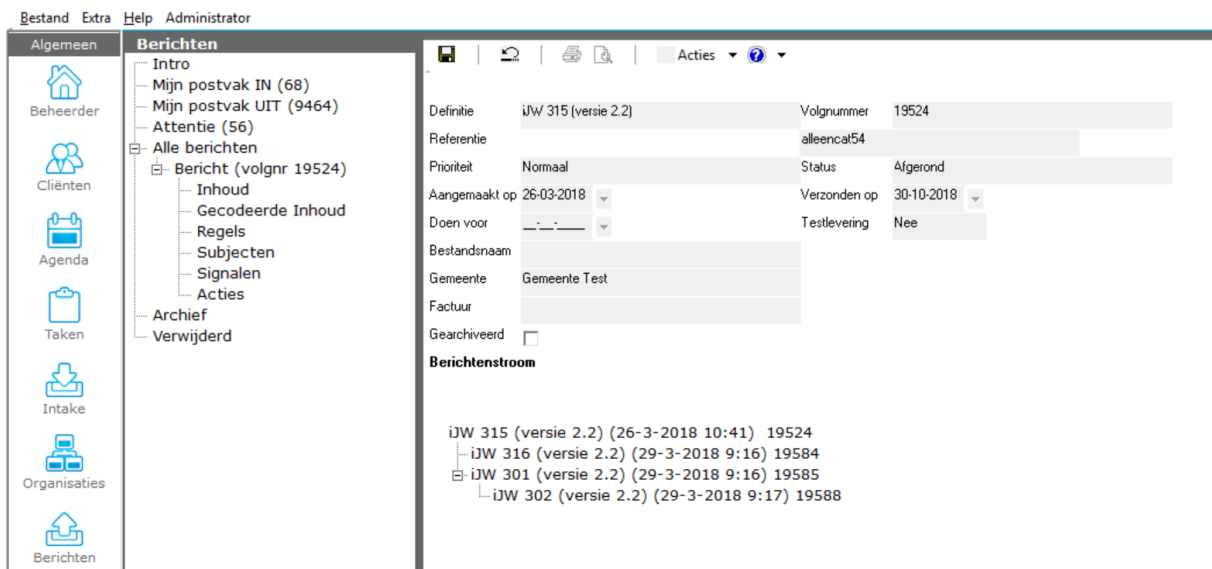 Bestand Extra Help Administrator
Algemeen
Beheerder
Cliënten
Agenda
Taken
Intake
Organisaties
Berichten
Berichten
Intro
Mijn postvak IN (68)
Mijn postvak UIT (9464)
Attentie (56)
Alle berichten
Bericht (volgnr 19524)
Inhoud
Gecodeerde Inhoud
Regels
Subjecten
Signalen
Acties
Archief
Verwijderd
Acties ?
Definitie iJW 315 (versie 2.2) Volgnummer 19524
Referentie alleencat54
Prioriteit Normaal Status Afgerond
Aangemaakt op 26-03-2018 Verzonden op 30-10-2018
Doen voor __-__-____ Testlevering Nee
Bestandsnaam
Gemeente Gemeente Test
Factuur
Gearchiveerd
Berichtenstroom
iJW 315 (versie 2.2) (26-3-2018 10:41) 19524
iJW 316 (versie 2.2) (29-3-2018 9:16) 19584
iJW 301 (versie 2.2) (29-3-2018 9:16) 19585
iJW 302 (versie 2.2) (29-3-2018 9:17) 19588